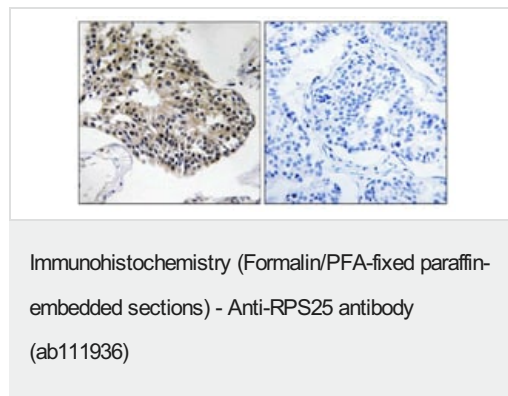 Immunohistochemistry (Formalin/PFA-fixed paraffin-
embedded sections) - Anti-RPS25 antibody
(ab111936)